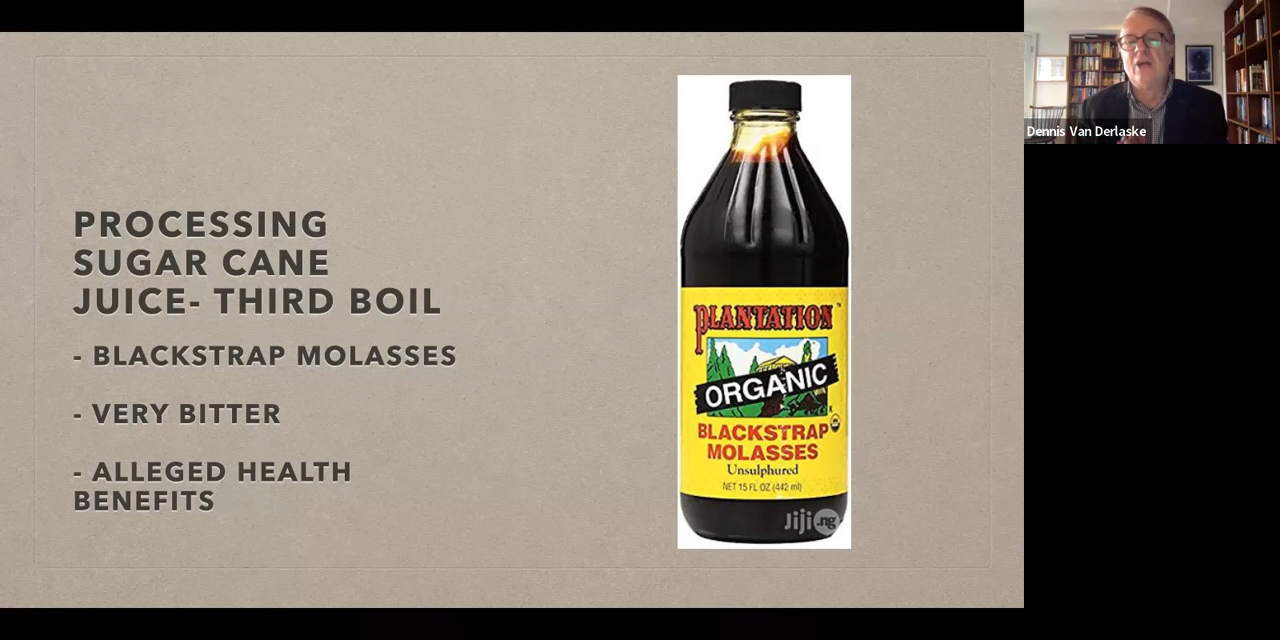 PROCESSING
SUGAR CANE
JUICE- THIRD BOIL
- BLACKSTRAP MOLASSES
- VERY BITTER
- ALLEGED HEALTH
BENEFITS
PLANTATION
ORGANIC
BLACKSTRAP
MOLASSES
Unsulphured
NET 15 FL OZ (442 ml)
Jiji .ng
Dennis Van Derlaske